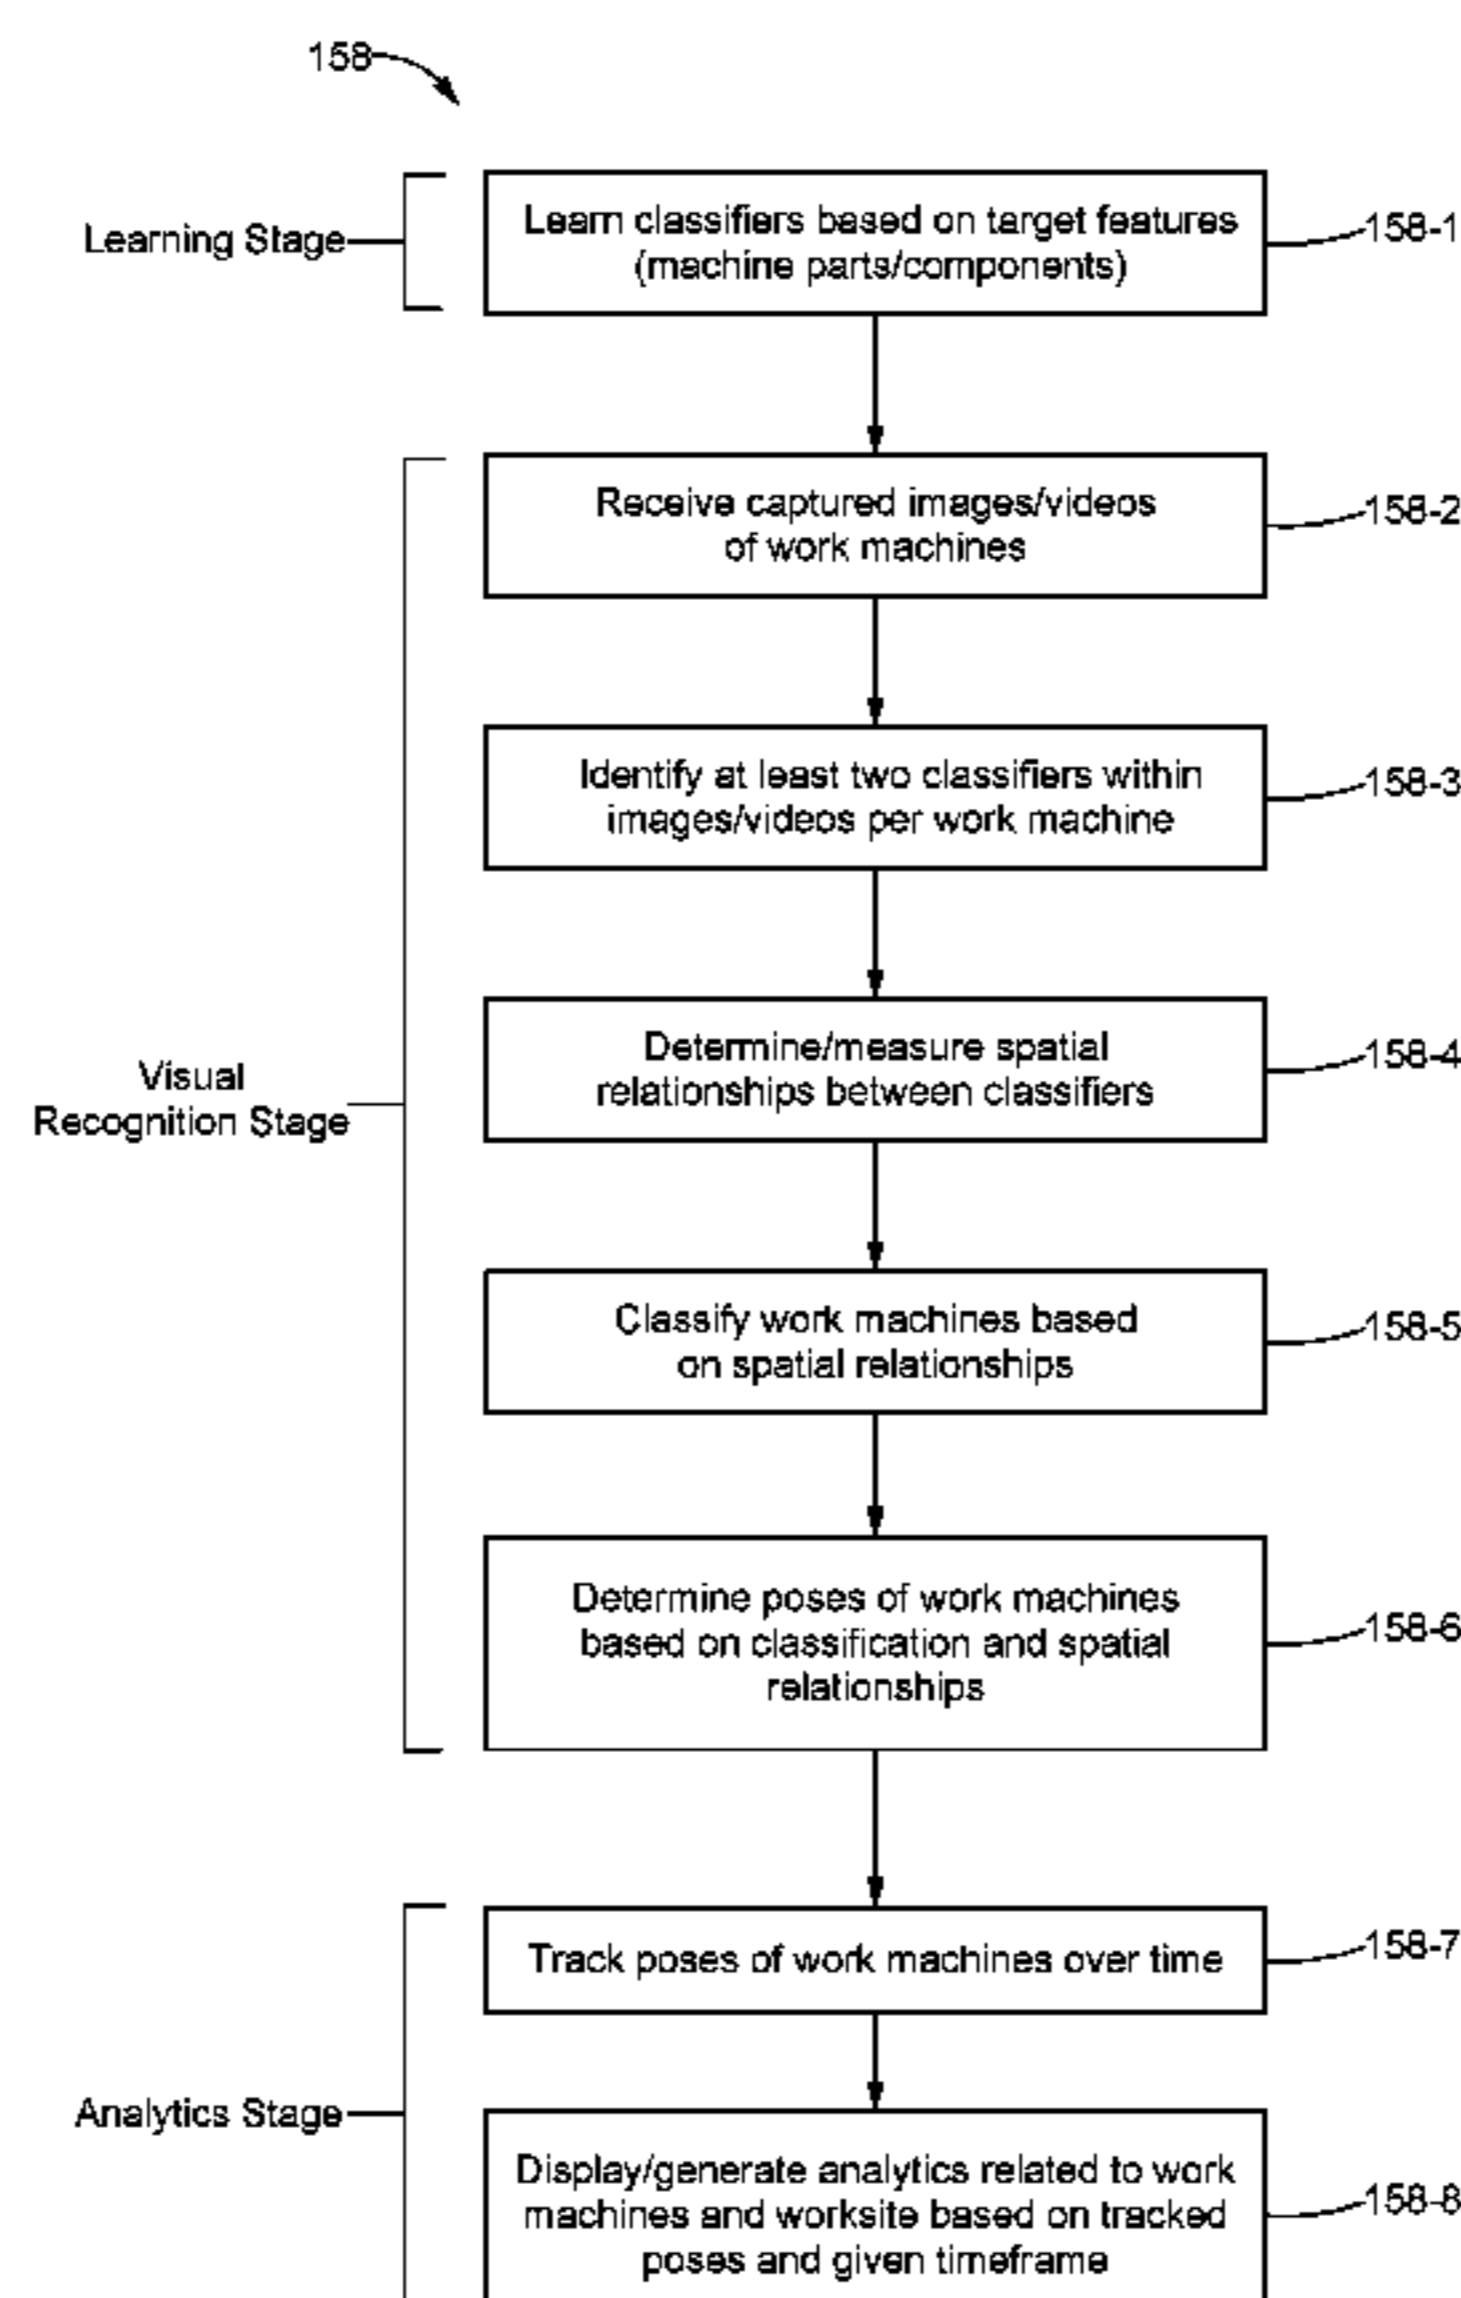 158
Learning Stage
Learn classifiers based on target features
(machine parts/components)
158-1
Receive captured images/videos
of work machines
158-2
Identify at least two classifiers within
images/videos per work machine
158-3
Determine/measure spatial
relationships between classifiers
158-4
Visual
Recognition Stage
Classify work machines based
on spatial relationships
158-5
Determine poses of work machines
based on classification and spatial
relationships
158-6
Track poses of work machines over time
158-7
Analytics Stage
Display/generate analytics related to work
machines and worksite based on tracked
poses and given timeframe
158-8